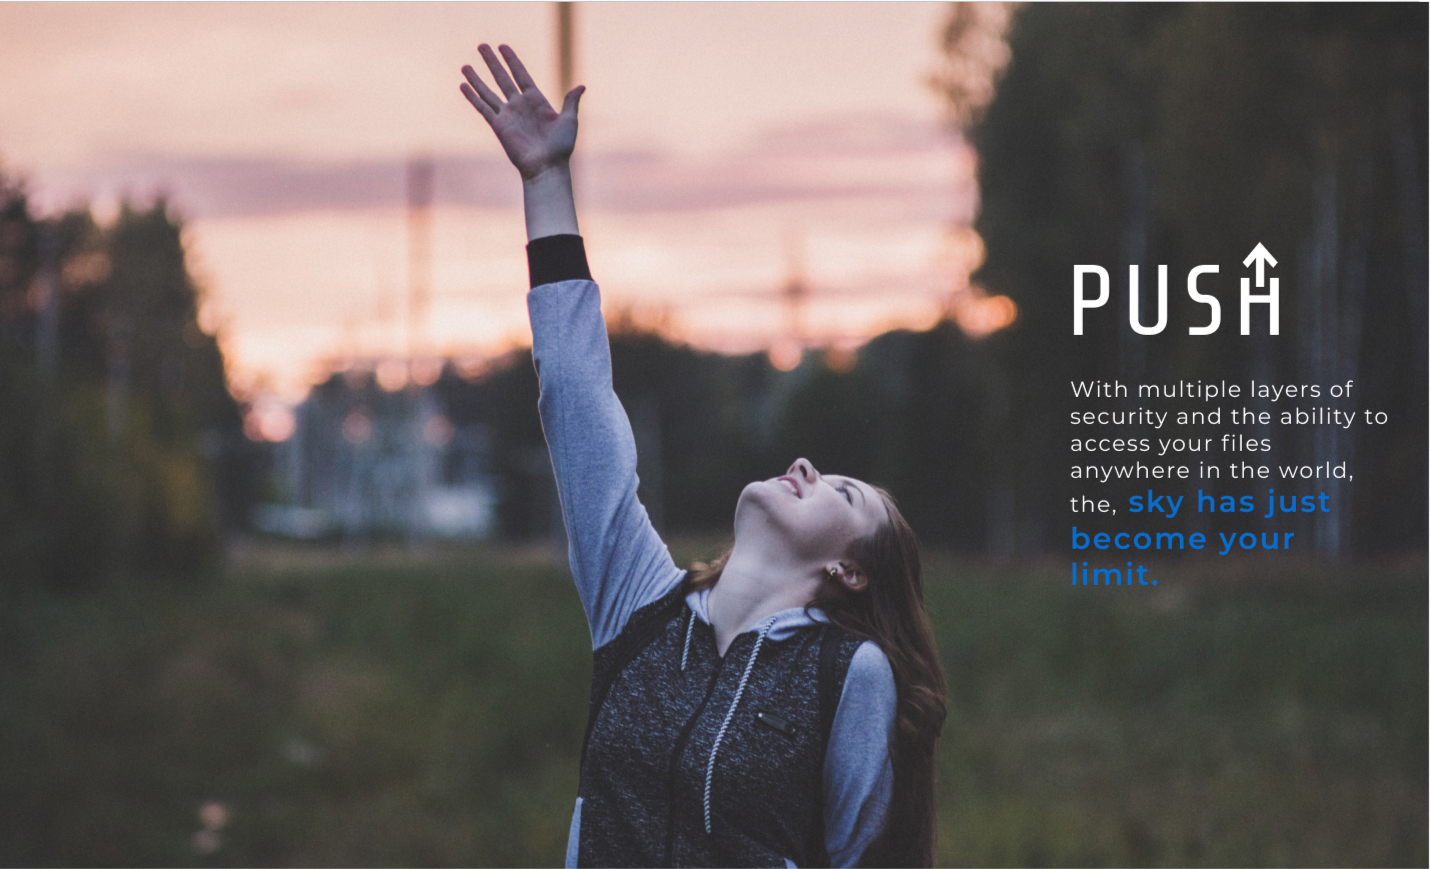 PUSH
With multiple layers of
security and the ability to
access your files
anywhere in the world,
the, sky has just
become your
limit.